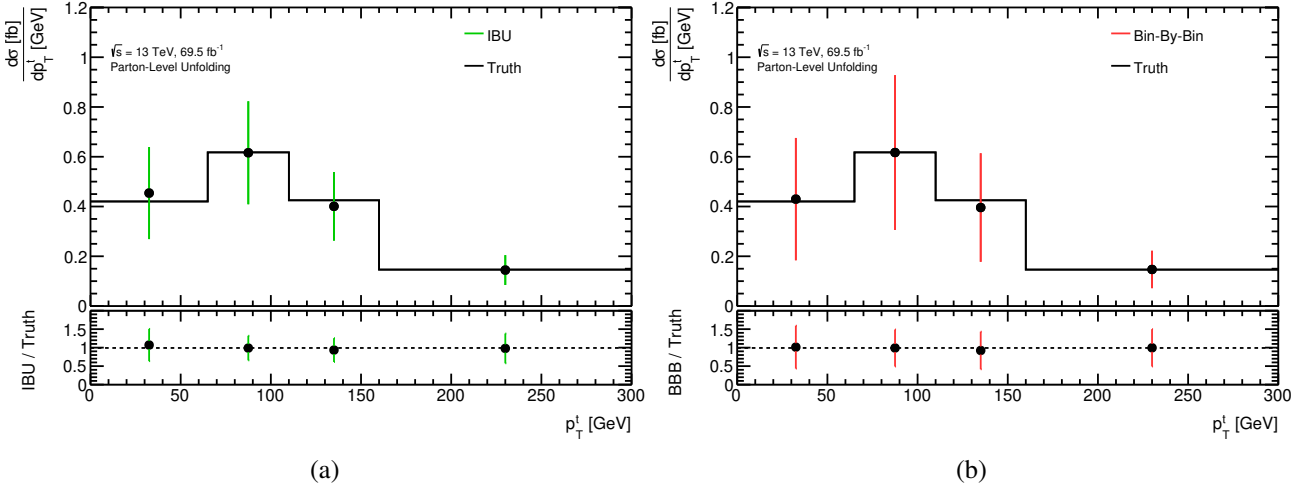 dσ [fb]
dp_T^t [GeV]
1.2
1
0.8
0.6
0.4
0.2
0
√s = 13 TeV, 69.5 fb⁻¹
Parton-Level Unfolding
IBU
Truth
IBU / Truth
1.5
1
0.5
0
0 50 100 150 200 250 300
p_T^t [GeV]
(a)
dσ [fb]
dp_T^t [GeV]
1.2
1
0.8
0.6
0.4
0.2
0
√s = 13 TeV, 69.5 fb⁻¹
Parton-Level Unfolding
Bin-By-Bin
Truth
BBB / Truth
1.5
1
0.5
0
0 50 100 150 200 250 300
p_T^t [GeV]
(b)